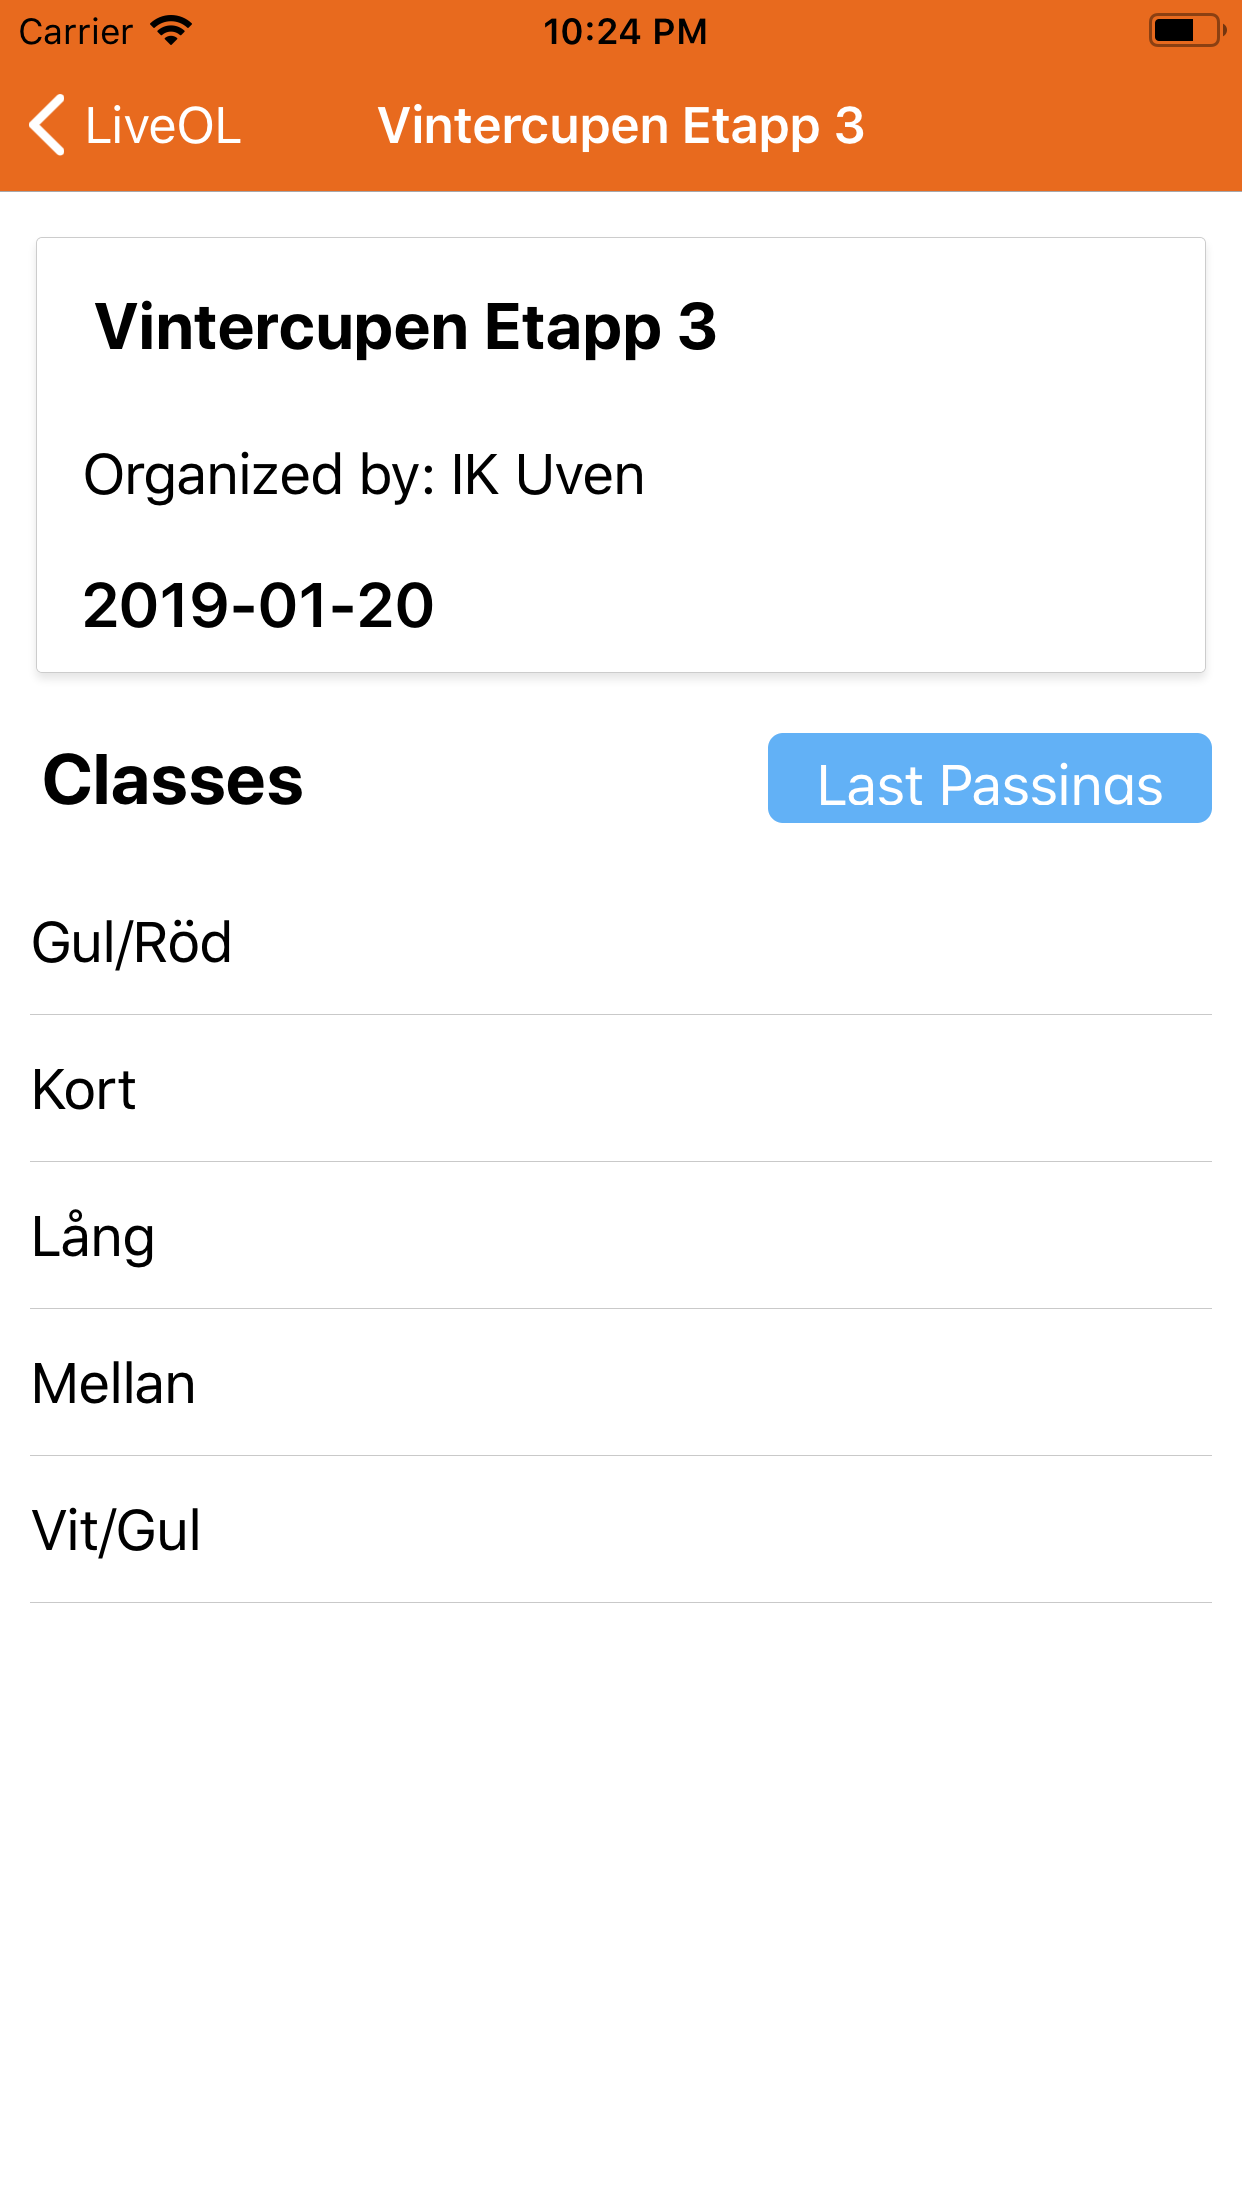 Carrier 10:24 PM
LiveOL Vintercupen Etapp 3
Vintercupen Etapp 3
Organized by: IK Uven
2019-01-20
Classes Last Passings
Gul/Röd
Kort
Lång
Mellan
Vit/Gul